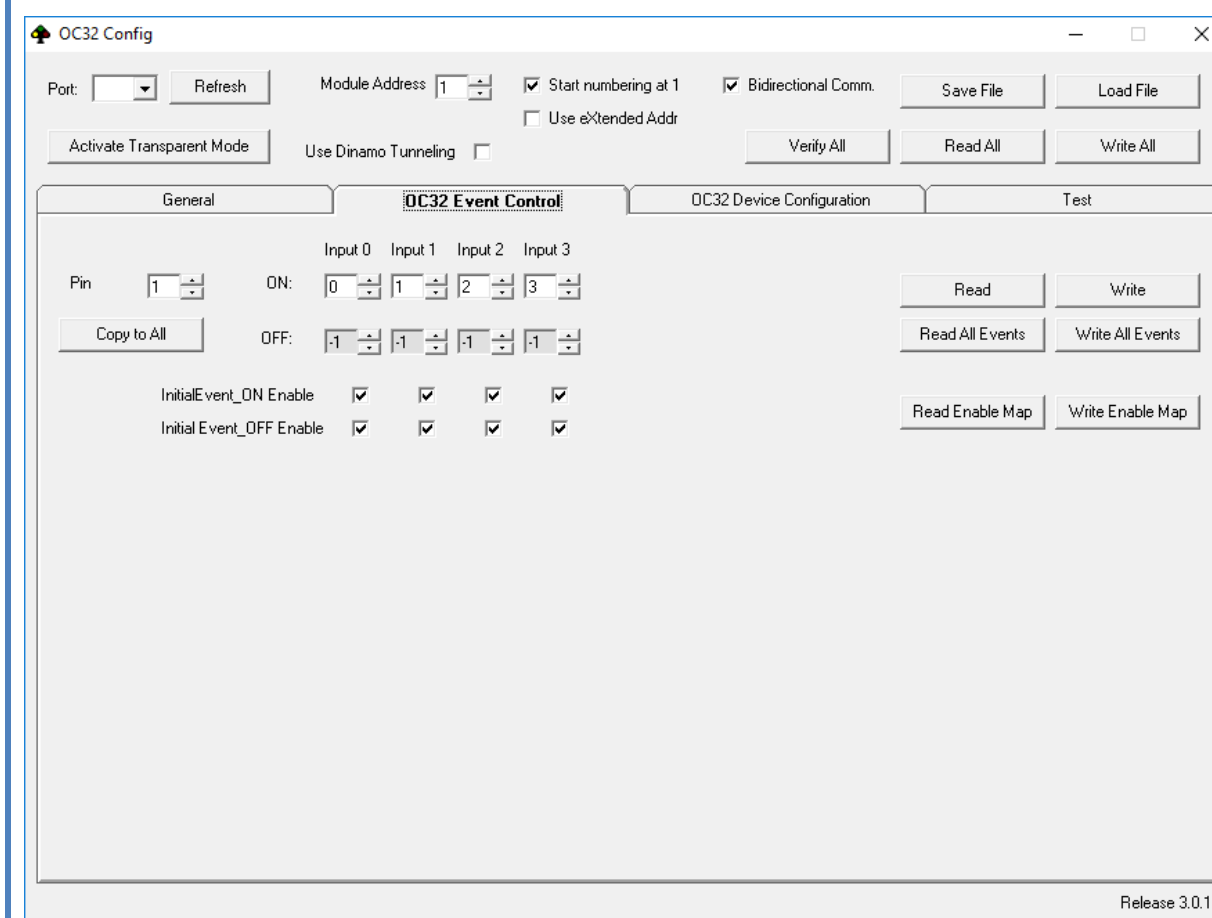 OC32 Config
Port: Refresh Module Address 1 Start numbering at 1 Bidirectional Comm. Save File Load File
Use eXtended Addr
Activate Transparent Mode Use Dinamo Tunneling Verify All Read All Write All
General OC32 Event Control OC32 Device Configuration Test
Input 0 Input 1 Input 2 Input 3
Pin 1 ON: 0 1 2 3 Read Write
Copy to All OFF: -1 -1 -1 -1 Read All Events Write All Events
InitialEvent_ON Enable
Read Enable Map Write Enable Map
Initial Event_OFF Enable
Release 3.0.1